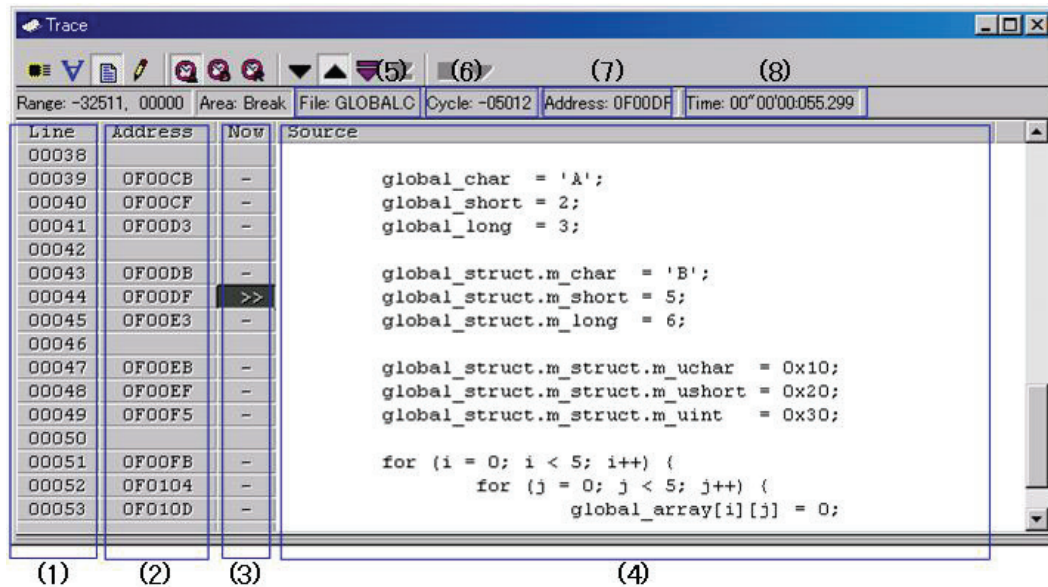 Trace
(5) (6) (7) (8)
Range: -32511, 00000 Area: Break File: GLOBAL.C Cycle: -05012 Address: 0F00DF Time: 00"00'00:055.299
Line Address Now Source
00038
00039 0F00CB - global_char = 'A';
00040 0F00CF - global_short = 2;
00041 0F00D3 - global_long = 3;
00042
00043 0F00DB - global_struct.m_char = 'B';
00044 0F00DF >> global_struct.m_short = 5;
00045 0F00E3 - global_struct.m_long = 6;
00046
00047 0F00EB - global_struct.m_struct.m_uchar = 0x10;
00048 0F00EF - global_struct.m_struct.m_ushort = 0x20;
00049 0F00F5 - global_struct.m_struct.m_uint = 0x30;
00050
00051 0F00FB - for (i = 0; i < 5; i++) {
00052 0F0104 - for (j = 0; j < 5; j++) {
00053 0F010D - global_array[i][j] = 0;
(1) (2) (3) (4)